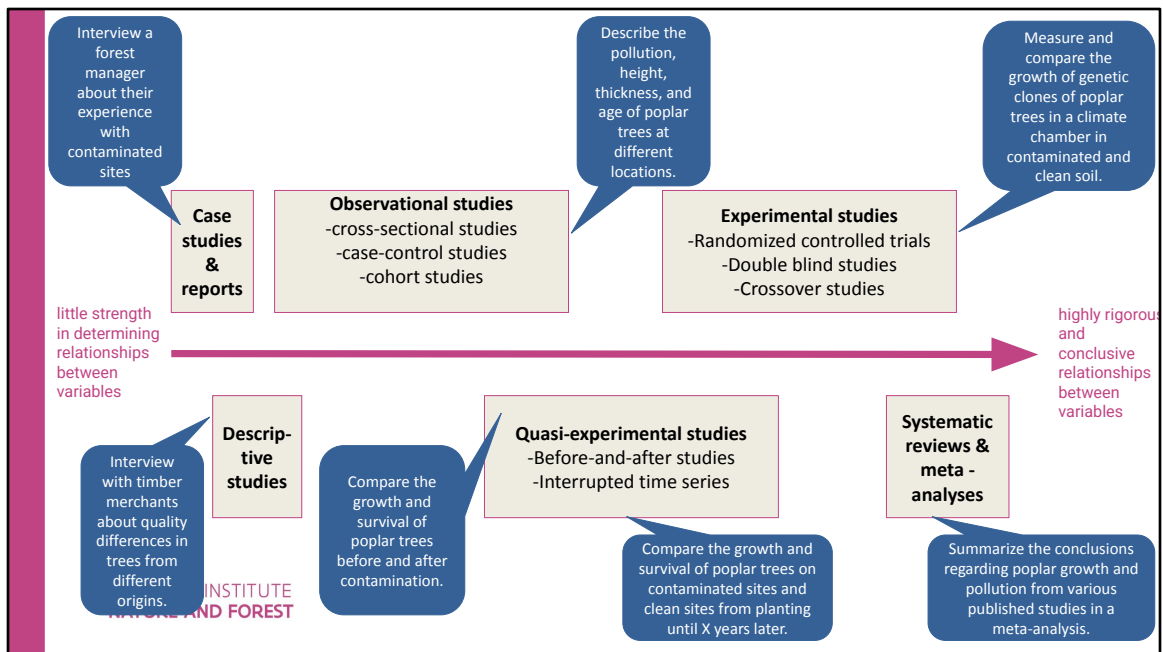 Interview a
forest
manager
about their
experience
with
contaminated
sites
Describe the
pollution,
height,
thickness, and
age of poplar
trees at
different
locations.
Measure and
compare the
growth of genetic
clones of poplar
trees in a climate
chamber in
contaminated and
clean soil.
Case
studies
&
reports
Observational studies
-cross-sectional studies
-case-control studies
-cohort studies
Experimental studies
-Randomized controlled trials
-Double blind studies
-Crossover studies
little strength
in determining
relationships
between
variables
highly rigorous
and
conclusive
relationships
between
variables
Descrip-
tive
studies
Quasi-experimental studies
-Before-and-after studies
-Interrupted time series
Systematic
reviews &
meta -
analyses
Interview
with timber
merchants
about quality
differences in
trees from
different
origins.
Compare the
growth and
survival of
poplar trees
before and after
contamination.
Compare the growth and
survival of poplar trees on
contaminated sites and
clean sites from planting
until X years later.
Summarize the conclusions
regarding poplar growth and
pollution from various
published studies in a
meta-analysis.
INSTITUTE
AND FOREST